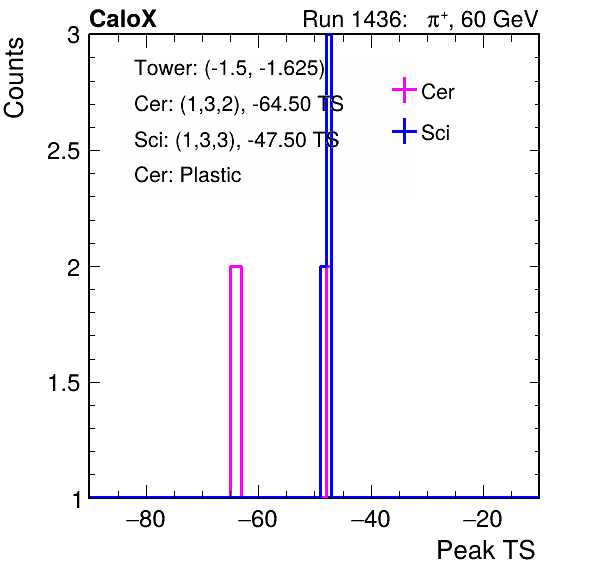 CaloX Run 1436: π⁺, 60 GeV
Counts
3
2.5
2
1.5
1
Tower: (-1.5, -1.625)
Cer: (1,3,2), -64.50 TS
Sci: (1,3,3), -47.50 TS
Cer: Plastic
Cer
Sci
−80 −60 −40 −20
Peak TS